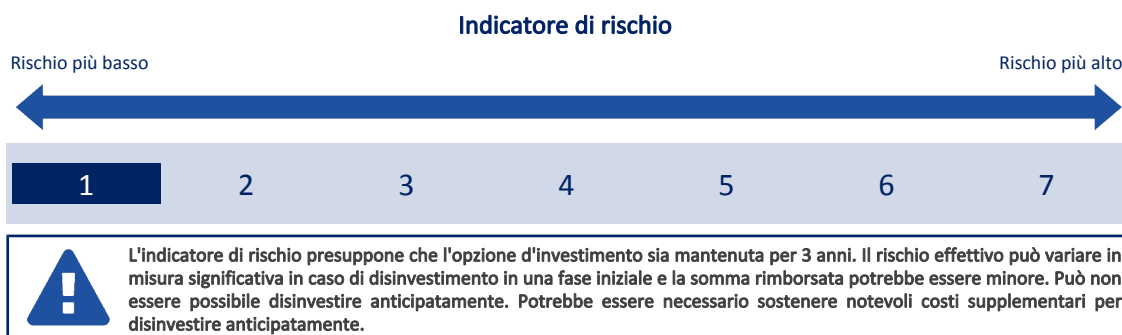 Indicatore di rischio
Rischio più basso
Rischio più alto
1 2 3 4 5 6 7
L'indicatore di rischio presuppone che l'opzione d'investimento sia mantenuta per 3 anni. Il rischio effettivo può variare in
misura significativa in caso di disinvestimento in una fase iniziale e la somma rimborsata potrebbe essere minore. Può non
essere possibile disinvestire anticipatamente. Potrebbe essere necessario sostenere notevoli costi supplementari per
disinvestire anticipatamente.